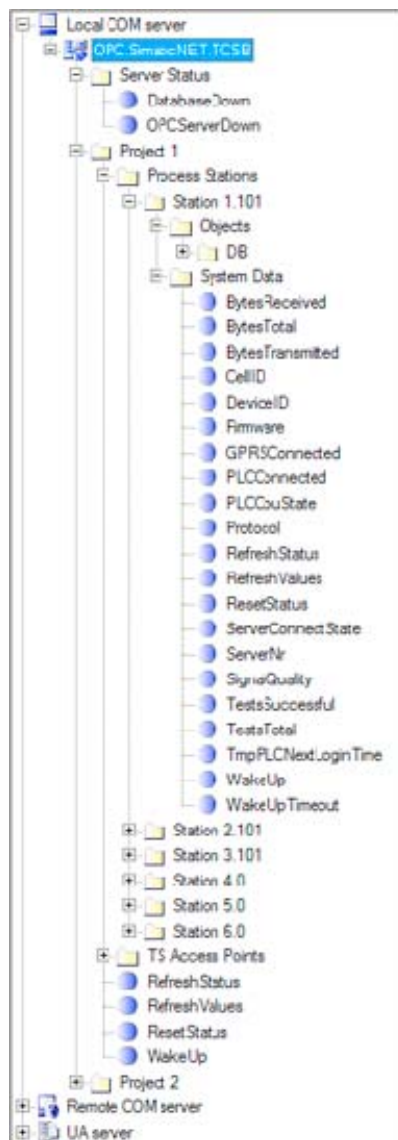 Local COM server
OPC.SimaticNET.TCSB
Server Status
DatabaseDown
OPCServerDown
Project 1
Process Stations
Station 1.101
Objects
DB
System Data
BytesReceived
BytesTotal
BytesTransmitted
CellID
DeviceID
Firmware
GPRSConnected
PLCConnected
PLCCpuState
Protocol
RefreshStatus
RefreshValues
ResetStatus
ServerConnectState
ServerNr
SignalQuality
TestsSuccessful
TestsTotal
TmpPLCNextLoginTime
WakeUp
WakeUpTimeout
Station 2.101
Station 3.101
Station 4.0
Station 5.0
Station 6.0
TS Access Points
RefreshStatus
RefreshValues
ResetStatus
WakeUp
Project 2
Remote COM server
UA server